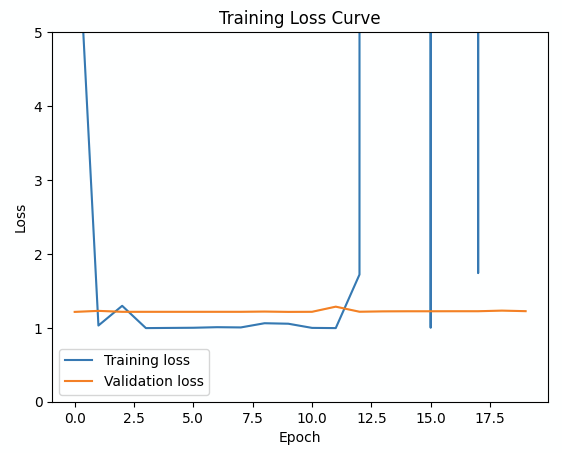 Training Loss Curve
5
4
3
2
1
0
Loss
Training loss
Validation loss
0.0 2.5 5.0 7.5 10.0 12.5 15.0 17.5
Epoch